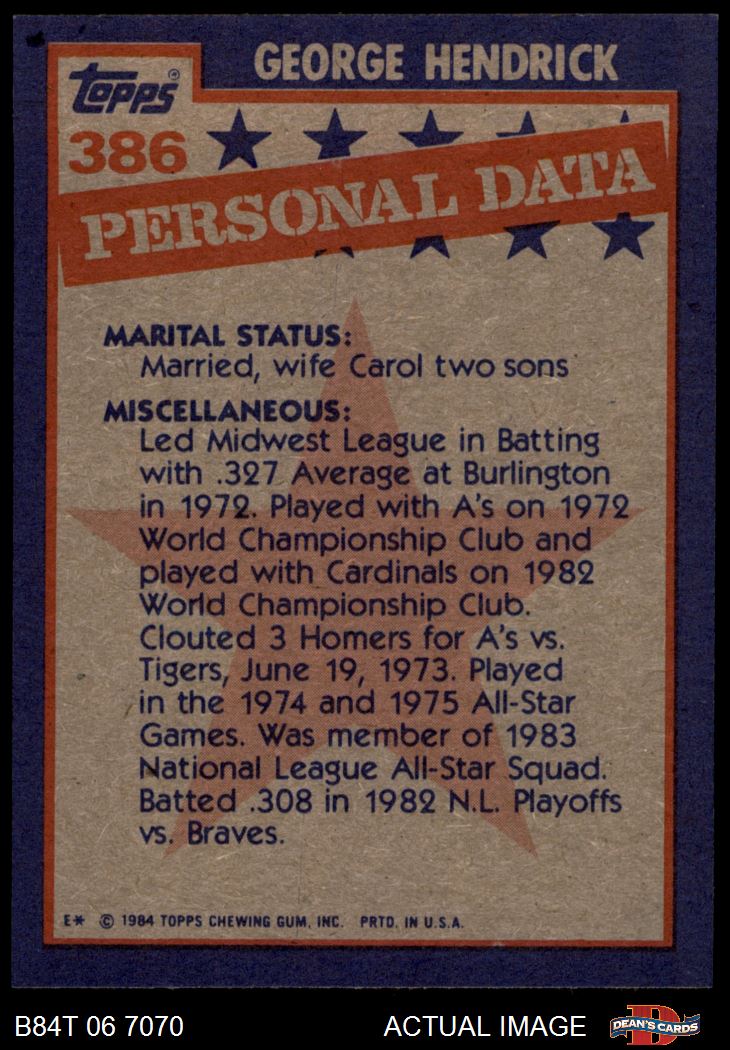 GEORGE HENDRICK
Topps®
386
PERSONAL DATA
MARITAL STATUS:
Married, wife Carol two sons
MISCELLANEOUS:
Led Midwest League in Batting
with .327 Average at Burlington
in 1972. Played with A's on 1972
World Championship Club and
played with Cardinals on 1982
World Championship Club.
Clouted 3 Homers for A's vs.
Tigers, June 19, 1973. Played
in the 1974 and 1975 All-Star
Games. Was member of 1983
National League All-Star Squad.
Batted .308 in 1982 N.L. Playoffs
vs. Braves.
E* © 1984 TOPPS CHEWING GUM, INC. PRTD. IN U.S.A.
B84T 06 7070 ACTUAL IMAGE DEAN'S CARDS